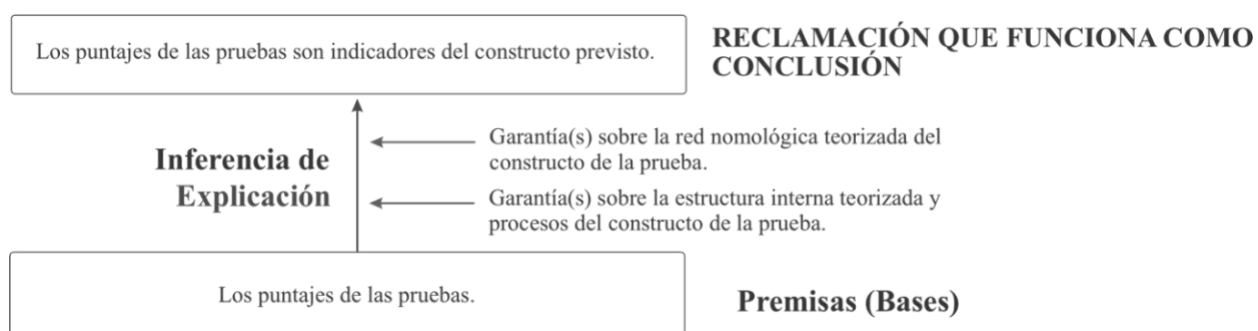 Los puntajes de las pruebas son indicadores del constructo previsto.
RECLAMACIÓN QUE FUNCIONA COMO
CONCLUSIÓN
Garantía(s) sobre la red nomológica teorizada del
constructo de la prueba.
Inferencia de
Explicación
Garantía(s) sobre la estructura interna teorizada y
procesos del constructo de la prueba.
Los puntajes de las pruebas.
Premisas (Bases)